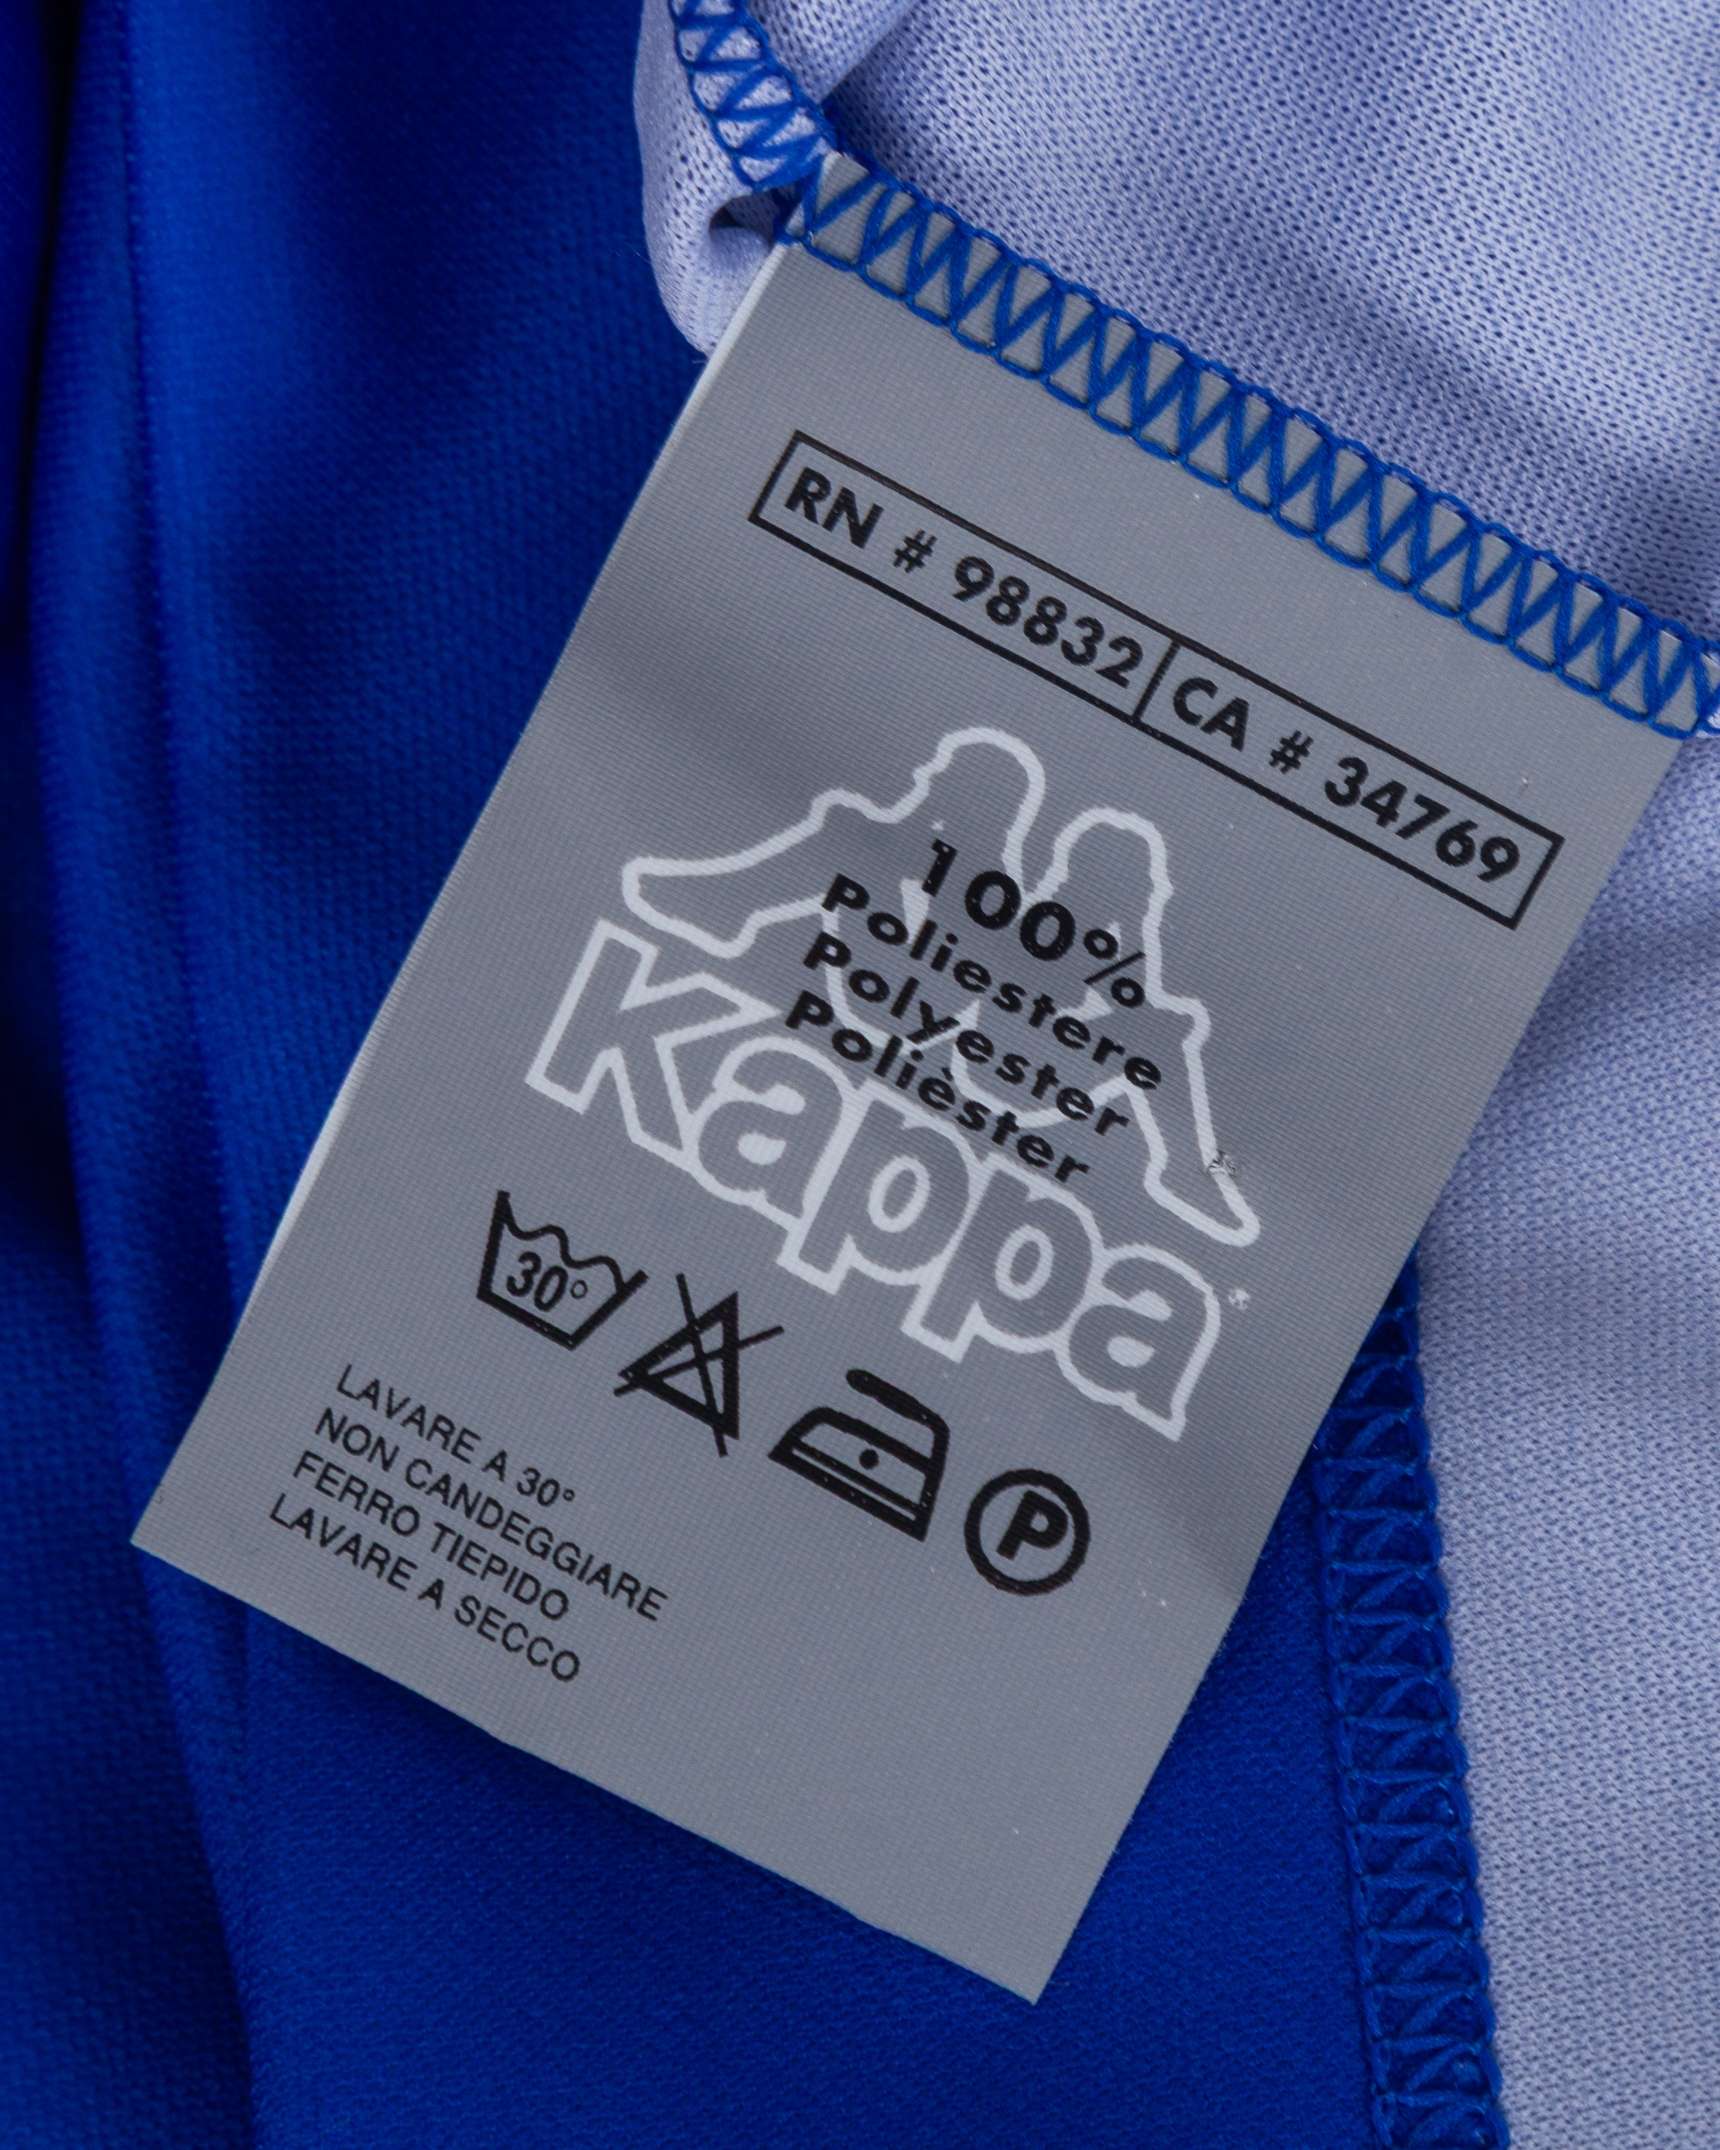 RN # 98832 CA # 34769
100%
Poliestere
Polyester
Polièster
Kappa
30°
P
LAVARE A 30°
NON CANDEGGIARE
FERRO TIEPIDO
LAVARE A SECCO